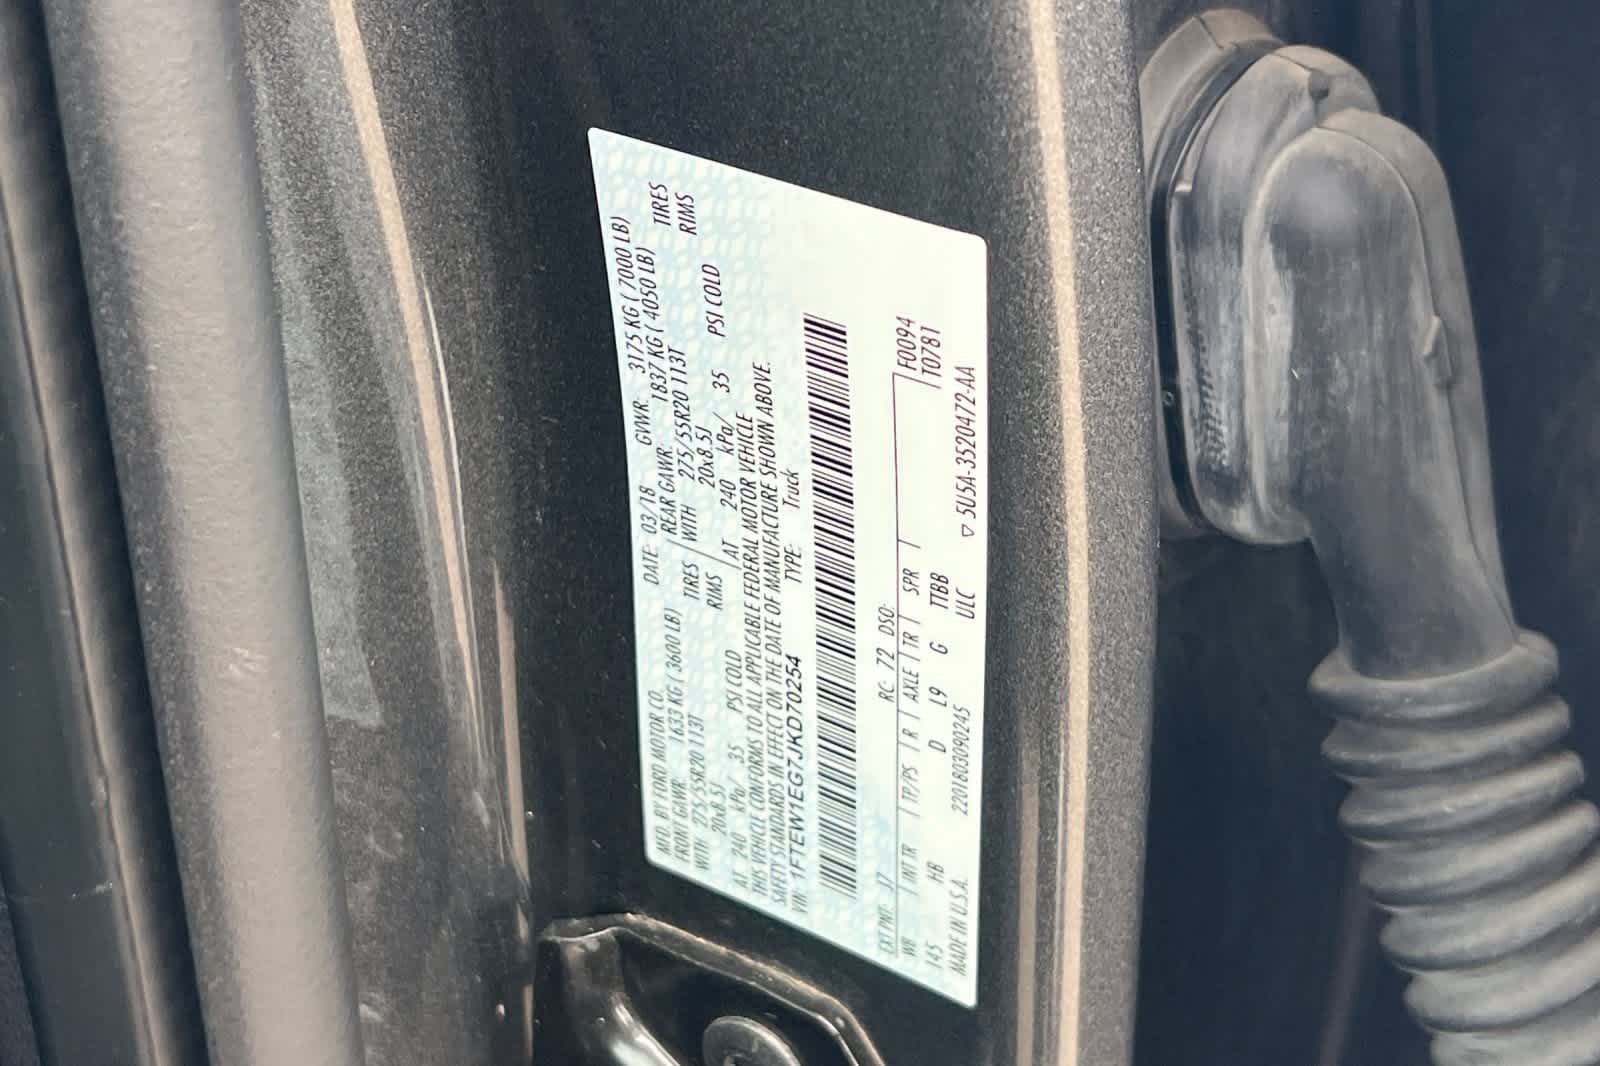 MFD. BY FORD MOTOR CO.
DATE: 03/18 GVWR: 3175 KG ( 7000 LB)
FRONT GAWR: 1633 KG ( 3600 LB) REAR GAWR: 1837 KG ( 4050 LB)
WITH 275/55R20 113T TIRES WITH 275/55R20 113T TIRES
20x8.5J RIMS 20x8.5J RIMS
AT 240 kPa/ 35 PSI COLD AT 240 kPa/ 35 PSI COLD
THIS VEHICLE CONFORMS TO ALL APPLICABLE FEDERAL MOTOR VEHICLE
SAFETY STANDARDS IN EFFECT ON THE DATE OF MANUFACTURE SHOWN ABOVE.
VIN: 1FTEW1EG7JKD70254 TYPE: Truck
EXT PNT: J7 RC: 72 DSO: F0094
WB INT TR TP/PS R AXLE TR SPR T0781
145 HB D L9 G TTBB
MADE IN U.S.A. 220180309024​5 ULC ▽ 5U5A-3520472-AA